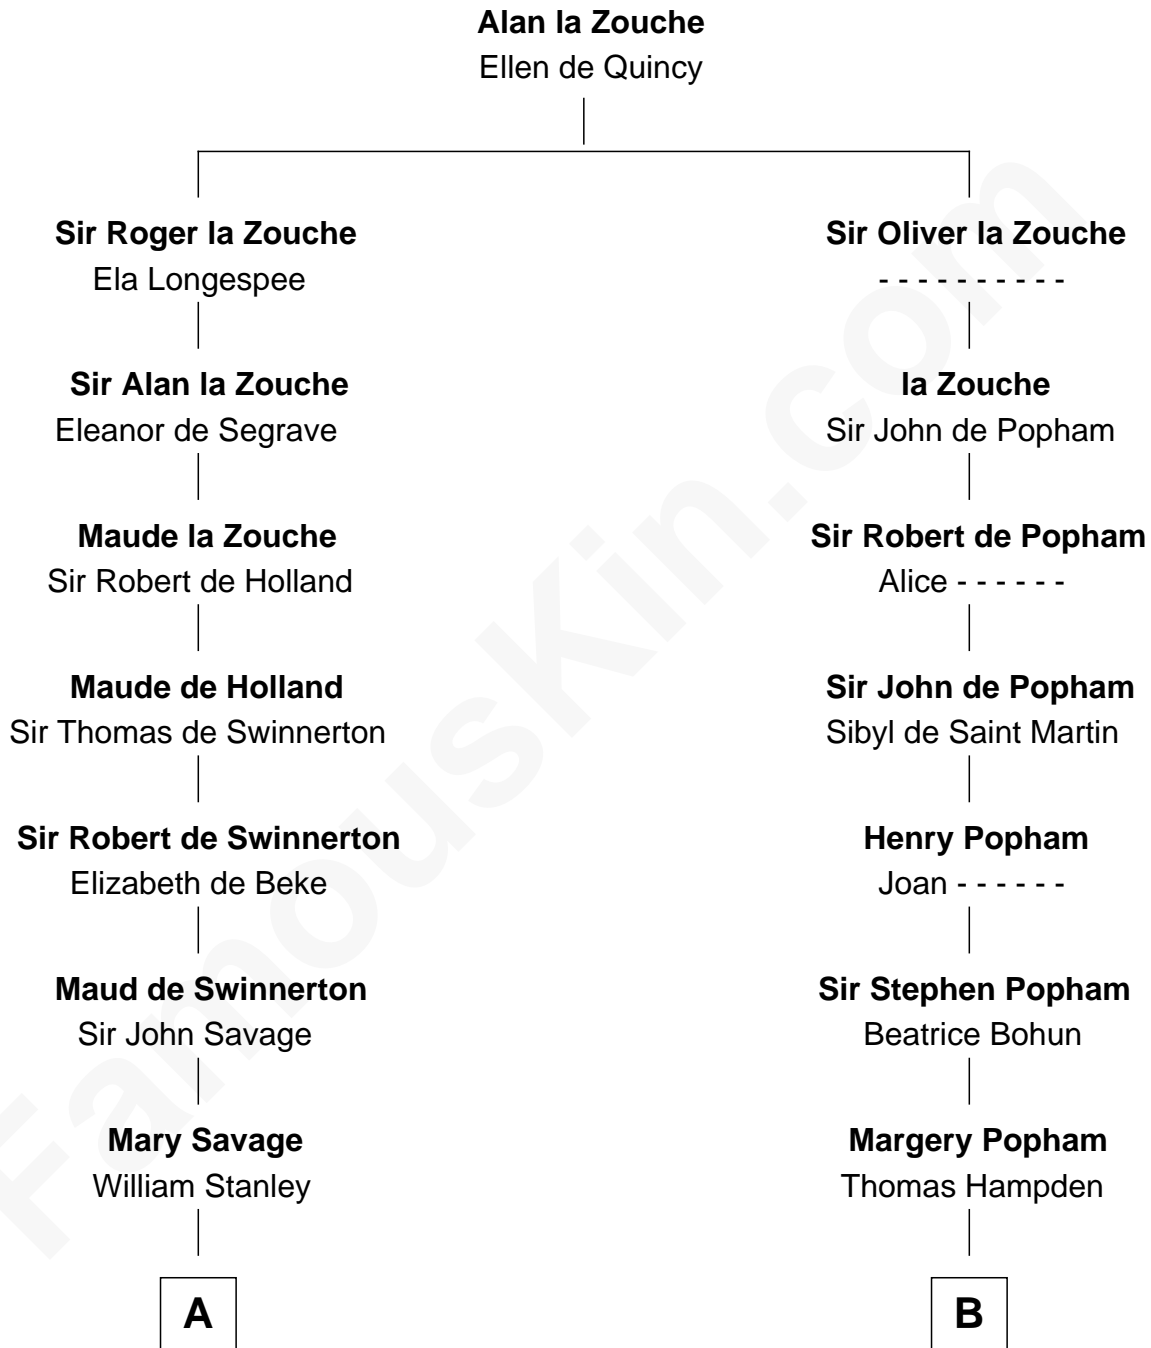 Alan la Zouche
Ellen de Quincy
Sir Roger la Zouche
Ela Longespee
Sir Oliver la Zouche
- - - - - - - - - -
Sir Alan la Zouche
Eleanor de Segrave
la Zouche
Sir John de Popham
Maude la Zouche
Sir Robert de Holland
Sir Robert de Popham
Alice - - - - - -
Maude de Holland
Sir Thomas de Swinnerton
Sir John de Popham
Sibyl de Saint Martin
Sir Robert de Swinnerton
Elizabeth de Beke
Henry Popham
Joan - - - - - -
Maud de Swinnerton
Sir John Savage
Sir Stephen Popham
Beatrice Bohun
Mary Savage
William Stanley
Margery Popham
Thomas Hampden
A
B
FamousKin.com